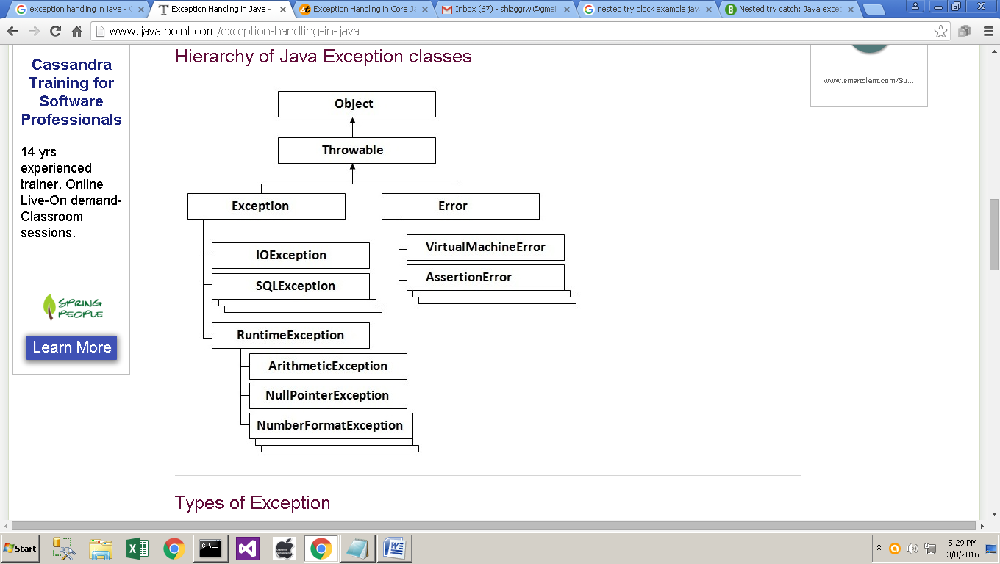 exception handling in java - G
Exception Handling in Java -
Exception Handling in Core Ja
Inbox (67) - shlzggrwl@gmail
nested try block example jav
Nested try catch: Java excep
www.javatpoint.com/exception-handling-in-java
Cassandra
Training for
Software
Professionals
14 yrs
experienced
trainer. Online
Live-On demand-
Classroom
sessions.
SPRING
PEOPLE
Learn More
Hierarchy of Java Exception classes
Object
Throwable
Exception
Error
IOException
SQLException
VirtualMachineError
AssertionError
RuntimeException
ArithmeticException
NullPointerException
NumberFormatException
Types of Exception
www.smartclient.com/Su...
Start
C:\
5:29 PM
3/8/2016